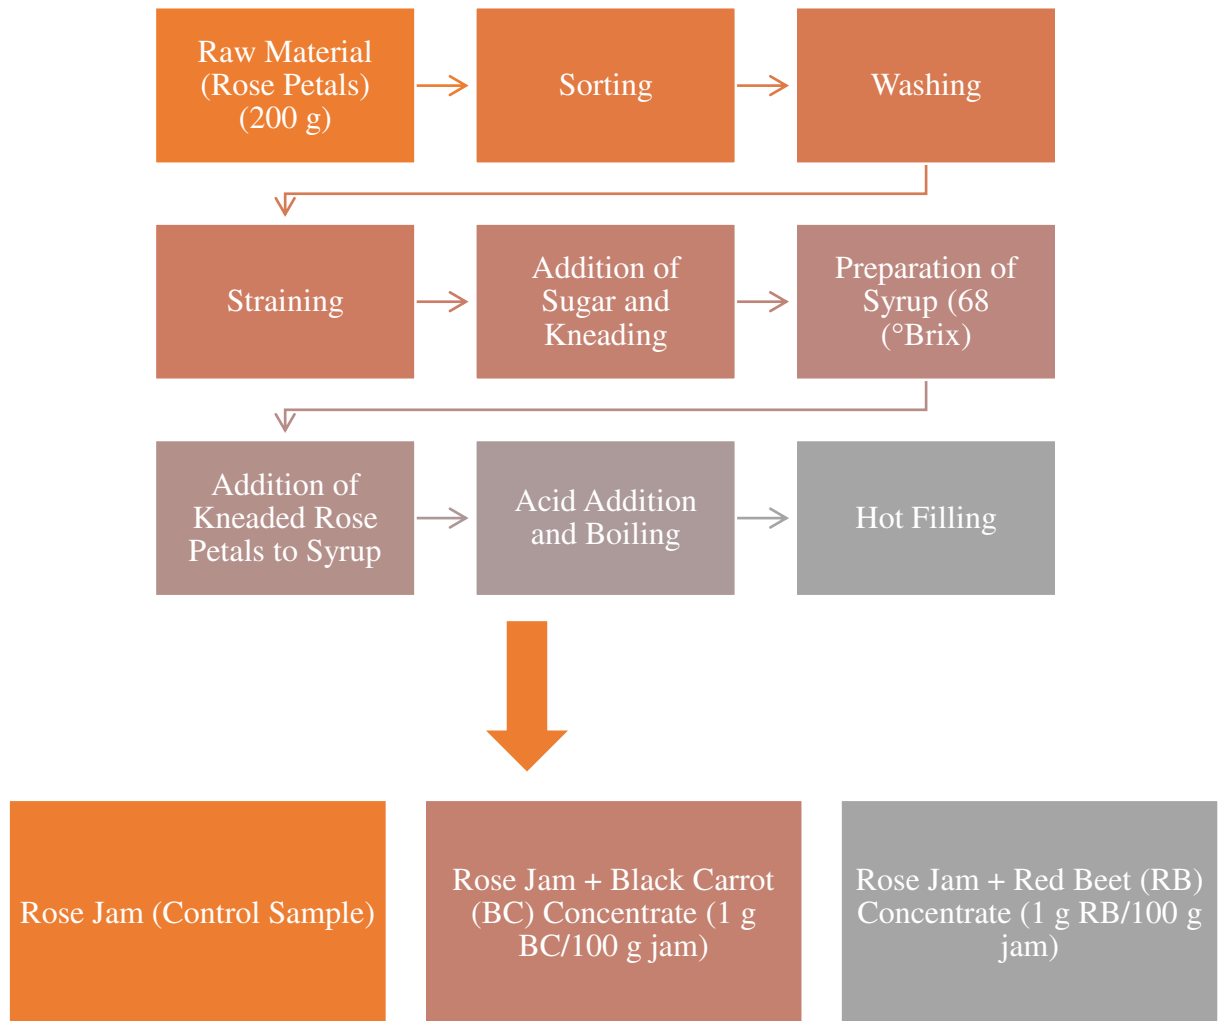 Raw Material
(Rose Petals)
(200 g)
Sorting
Washing
Straining
Addition of
Sugar and
Kneading
Preparation of
Syrup (68
(°Brix)
Addition of
Kneaded Rose
Petals to Syrup
Acid Addition
and Boiling
Hot Filling
Rose Jam (Control Sample)
Rose Jam + Black Carrot
(BC) Concentrate (1 g
BC/100 g jam)
Rose Jam + Red Beet (RB)
Concentrate (1 g RB/100 g
jam)